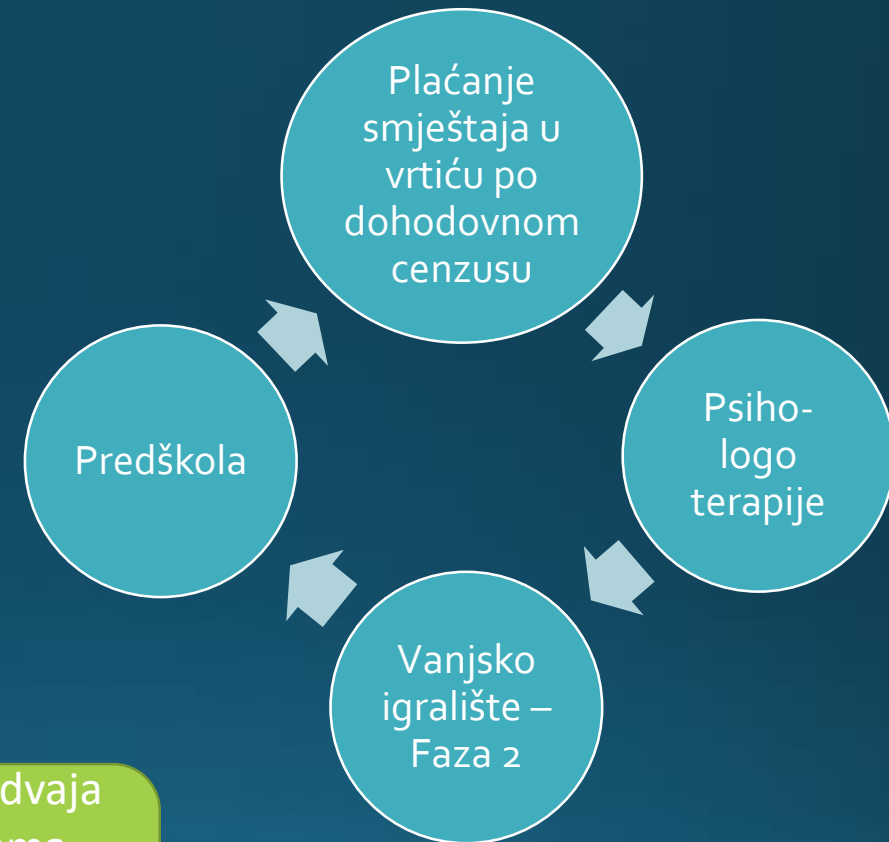 Plaćanje
smještaja u
vrtiću po
dohodovnom
cenzusu
Psiho-
logo
terapije
Predškola
Vanjsko
igralište –
Faza 2
dvaja